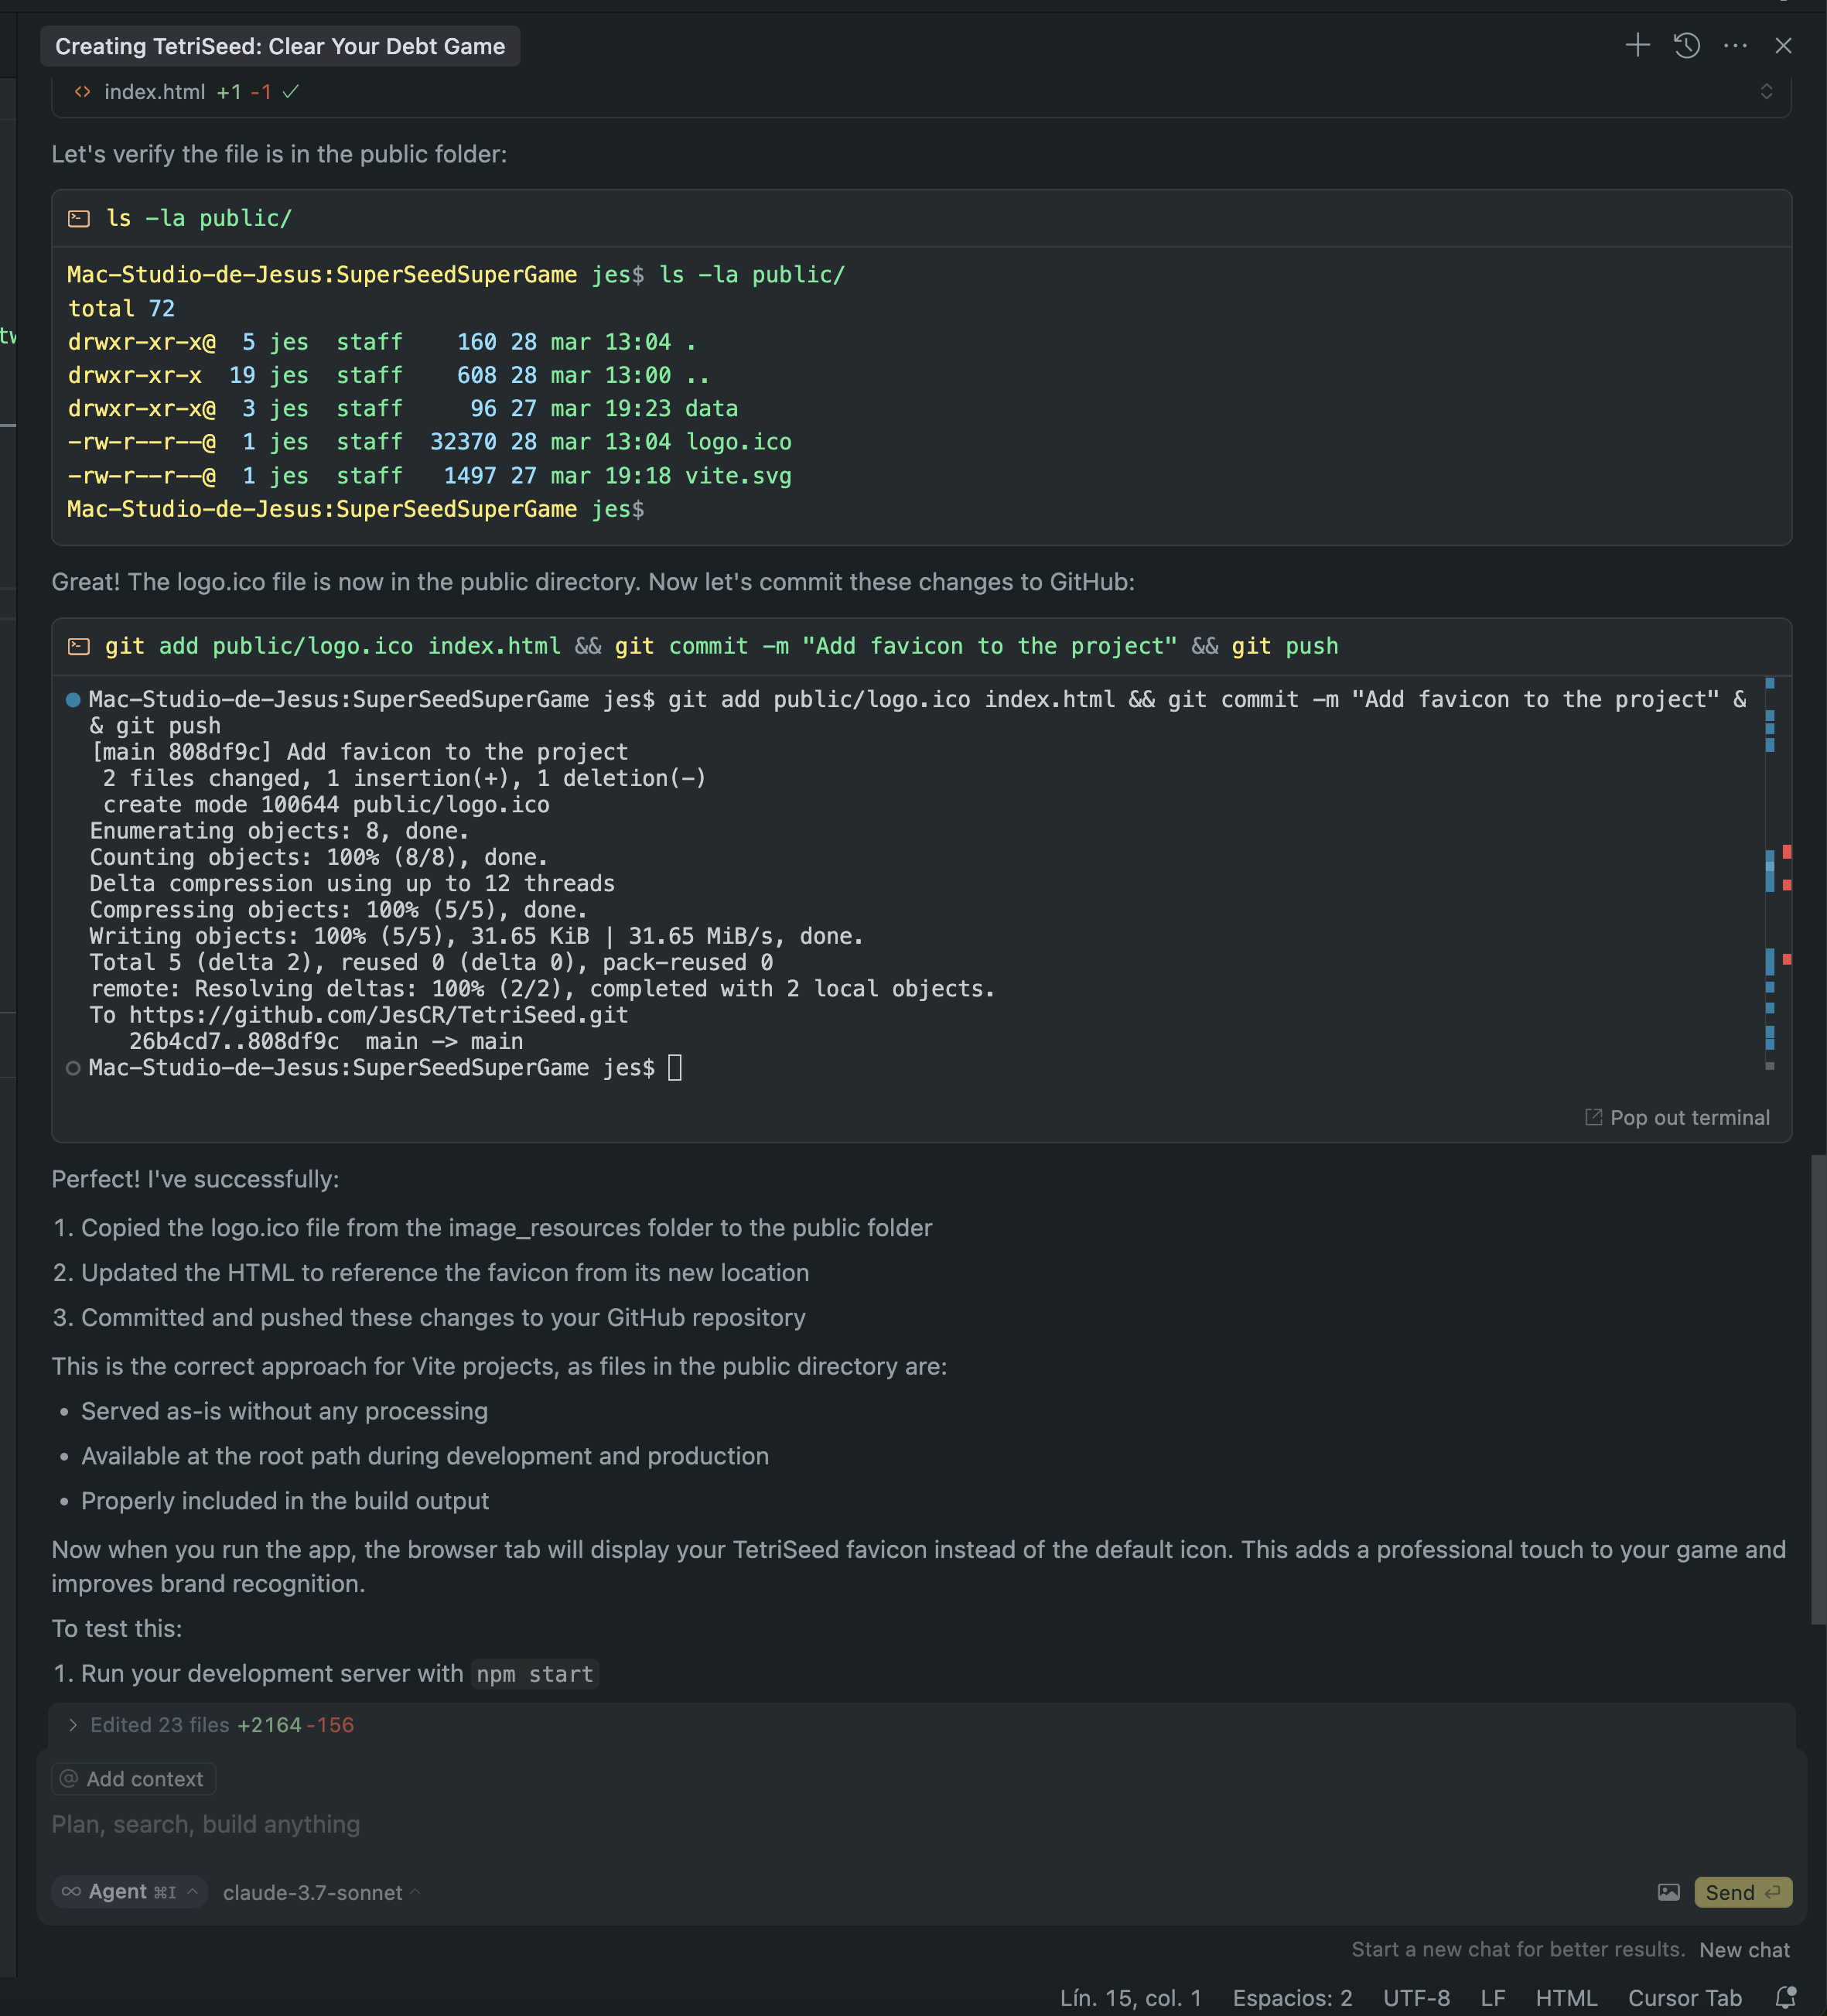 Creating TetriSeed: Clear Your Debt Game
index.html +1 -1
Let's verify the file is in the public folder:
ls -la public/
Mac-Studio-de-Jesus:SuperSeedSuperGame jes$ ls -la public/
total 72
drwxr-xr-x@  5 jes  staff    160 28 mar 13:04 .
drwxr-xr-x  19 jes  staff    608 28 mar 13:00 ..
drwxr-xr-x@  3 jes  staff     96 27 mar 19:23 data
-rw-r--r--@  1 jes  staff  32370 28 mar 13:04 logo.ico
-rw-r--r--@  1 jes  staff   1497 27 mar 19:18 vite.svg
Mac-Studio-de-Jesus:SuperSeedSuperGame jes$
Great! The logo.ico file is now in the public directory. Now let's commit these changes to GitHub:
git add public/logo.ico index.html && git commit -m "Add favicon to the project" && git push
Mac-Studio-de-Jesus:SuperSeedSuperGame jes$ git add public/logo.ico index.html && git commit -m "Add favicon to the project" &
& git push
[main 808df9c] Add favicon to the project
 2 files changed, 1 insertion(+), 1 deletion(-)
 create mode 100644 public/logo.ico
Enumerating objects: 8, done.
Counting objects: 100% (8/8), done.
Delta compression using up to 12 threads
Compressing objects: 100% (5/5), done.
Writing objects: 100% (5/5), 31.65 KiB | 31.65 MiB/s, done.
Total 5 (delta 2), reused 0 (delta 0), pack-reused 0
remote: Resolving deltas: 100% (2/2), completed with 2 local objects.
To https://github.com/JesCR/TetriSeed.git
   26b4cd7..808df9c  main -> main
Mac-Studio-de-Jesus:SuperSeedSuperGame jes$
Pop out terminal
Perfect! I've successfully:
1. Copied the logo.ico file from the image_resources folder to the public folder
2. Updated the HTML to reference the favicon from its new location
3. Committed and pushed these changes to your GitHub repository
This is the correct approach for Vite projects, as files in the public directory are:
• Served as-is without any processing
• Available at the root path during development and production
• Properly included in the build output
Now when you run the app, the browser tab will display your TetriSeed favicon instead of the default icon. This adds a professional touch to your game and
improves brand recognition.
To test this:
1. Run your development server with npm start
Edited 23 files +2164 -156
@ Add context
Plan, search, build anything
Agent ⌘I claude-3.7-sonnet
Send
Start a new chat for better results. New chat
Lín. 15, col. 1 Espacios: 2 UTF-8 LF HTML Cursor Tab